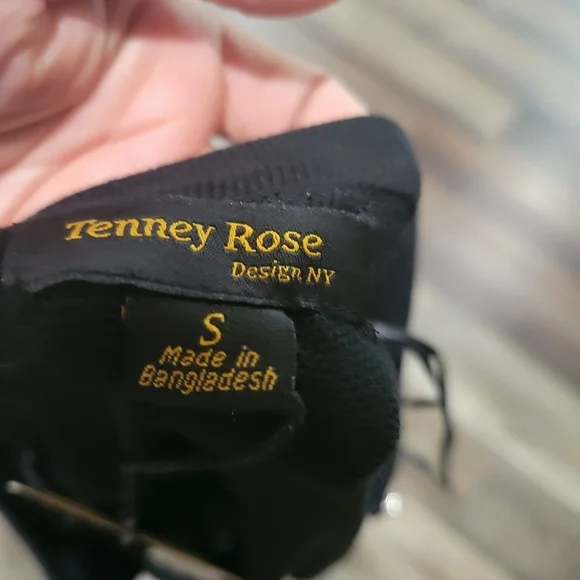 Tenney Rose
Design NY
S
Made in
Bangladesh